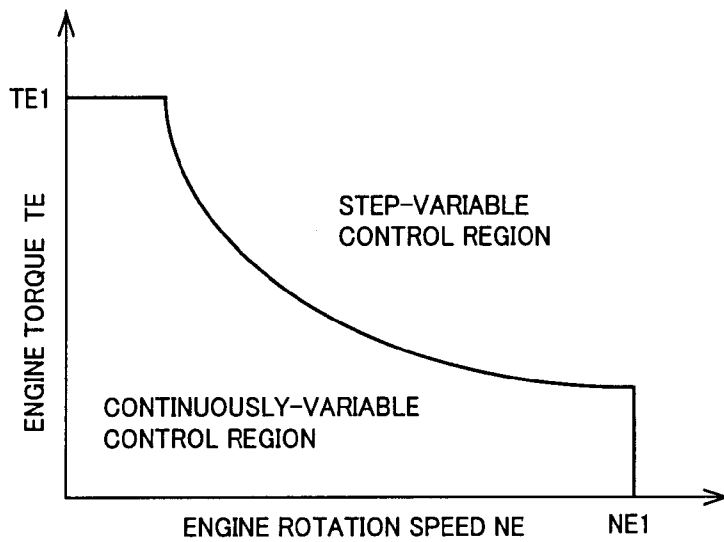 TE1
ENGINE TORQUE TE
STEP-VARIABLE
CONTROL REGION
CONTINUOUSLY-VARIABLE
CONTROL REGION
ENGINE ROTATION SPEED NE
NE1